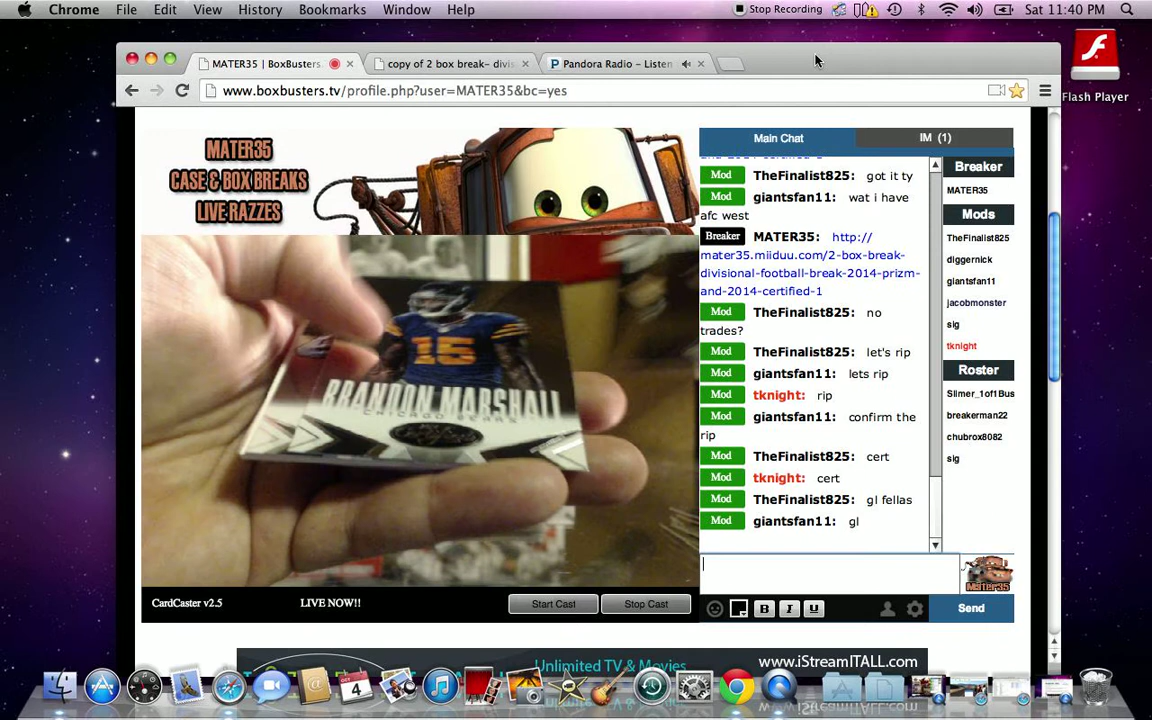 Chrome File Edit View History Bookmarks Window Help
Stop Recording
Sat 11:40 PM
MATER35 | BoxBusters.
copy of 2 box break- divis
Pandora Radio – Listen
www.boxbusters.tv/profile.php?user=MATER35&bc=yes
Flash Player
MATER35
CASE & BOX BREAKS
LIVE RAZZES
15
BRANDON MARSHALL
CHICAGO BEARS
CardCaster v2.5
LIVE NOW!!
Start Cast
Stop Cast
Main Chat
IM (1)
and-2014-certified-1
Mod TheFinalist825: got it ty
Mod giantsfan11: wat i have
afc west
Breaker MATER35: http://
mater35.miiduu.com/2-box-break-
divisional-football-break-2014-prizm-
and-2014-certified-1
Mod TheFinalist825: no
trades?
Mod TheFinalist825: let's rip
Mod giantsfan11: lets rip
Mod tknight: rip
Mod giantsfan11: confirm the
rip
Mod TheFinalist825: cert
Mod tknight: cert
Mod TheFinalist825: gl fellas
Mod giantsfan11: gl
Breaker
MATER35
Mods
TheFinalist825
diggernick
giantsfan11
jacobmonster
sig
tknight
Roster
Slimer_1of1Bus
breakerman22
chubrox8082
sig
Mater35
B I U
Send
Unlimited TV & Movies
www.iStreamITALL.com
OCT
4